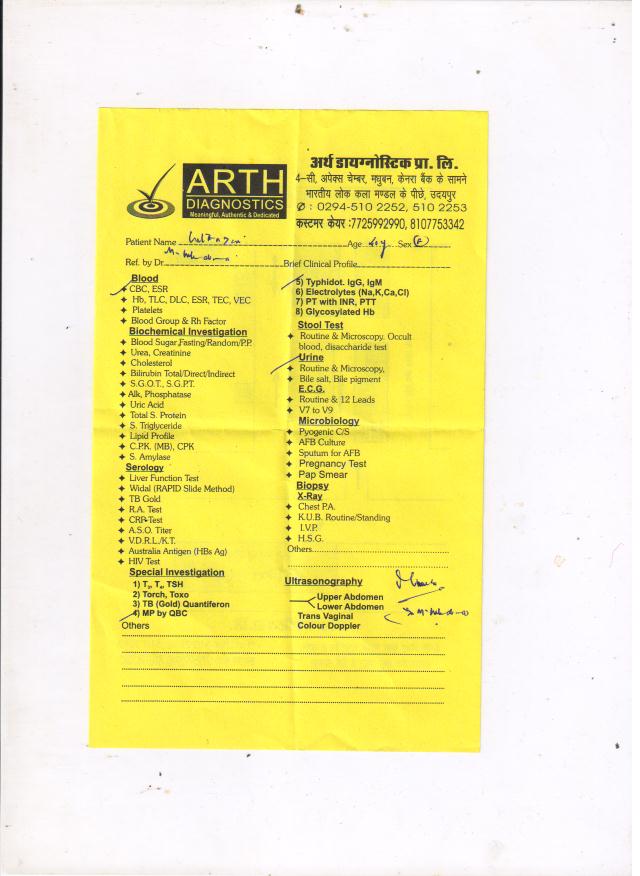 ARTH
DIAGNOSTICS
Meaningful, Authentic & Dedicated
अर्थ डायग्नोस्टिक प्रा. लि.
4–सी, अपेक्स चेम्बर, मधुबन, केनरा बैंक के सामने
भारतीय लोक कला मण्डल के पीछे, उदयपुर
✆ : 0294-510 2252, 510 2253
कस्टमर केयर :7725992990, 8107753342
Patient Name Age Sex F
Ref. by Dr. Brief Clinical Profile
Blood
CBC, ESR
Hb, TLC, DLC, ESR, TEC, VEC
Platelets
Blood Group & Rh Factor
Biochemical Investigation
Blood Sugar,Fasting/Random/P.P.
Urea, Creatinine
Cholesterol
Bilirubin Total/Direct/Indirect
S.G.O.T., S.G.P.T.
Alk, Phosphatase
Uric Acid
Total S. Protein
S. Triglyceride
Lipid Profile
C.P.K. (MB), CPK
S. Amylase
Serology
Liver Function Test
Widal (RAPID Slide Method)
TB Gold
R.A. Test
CRP-Test
A.S.O. Titer
V.D.R.L./K.T.
Australia Antigen (HBs Ag)
HIV Test
Special Investigation
1) T3, T4, TSH
2) Torch, Toxo
3) TB (Gold) Quantiferon
4) MP by QBC
Others
5) Typhidot. IgG, IgM
6) Electrolytes (Na,K,Ca,Cl)
7) PT with INR, PTT
8) Glycosylated Hb
Stool Test
Routine & Microscopy. Occult
blood, disaccharide test
Urine
Routine & Microscopy,
Bile salt, Bile pigment
E.C.G.
Routine & 12 Leads
V7 to V9
Microbiology
Pyogenic C/S
AFB Culture
Sputum for AFB
Pregnancy Test
Pap Smear
Biopsy
X-Ray
Chest P.A.
K.U.B. Routine/Standing
I.V.P.
H.S.G.
Others
Ultrasonography
Upper Abdomen
Lower Abdomen
Trans Vaginal
Colour Doppler